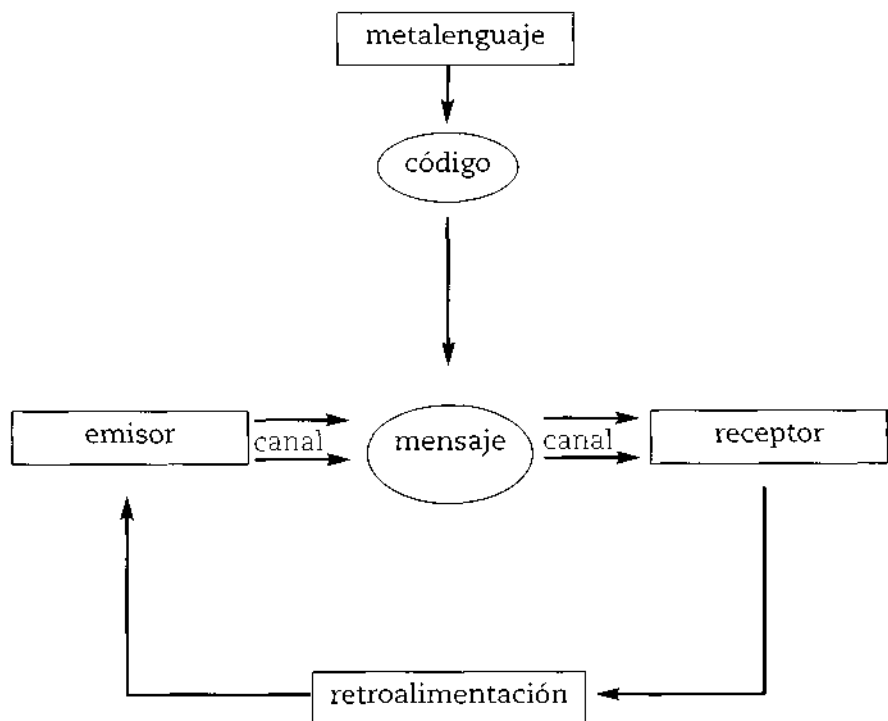 metalenguaje
código
emisor
canal
mensaje
canal
receptor
retroalimentación